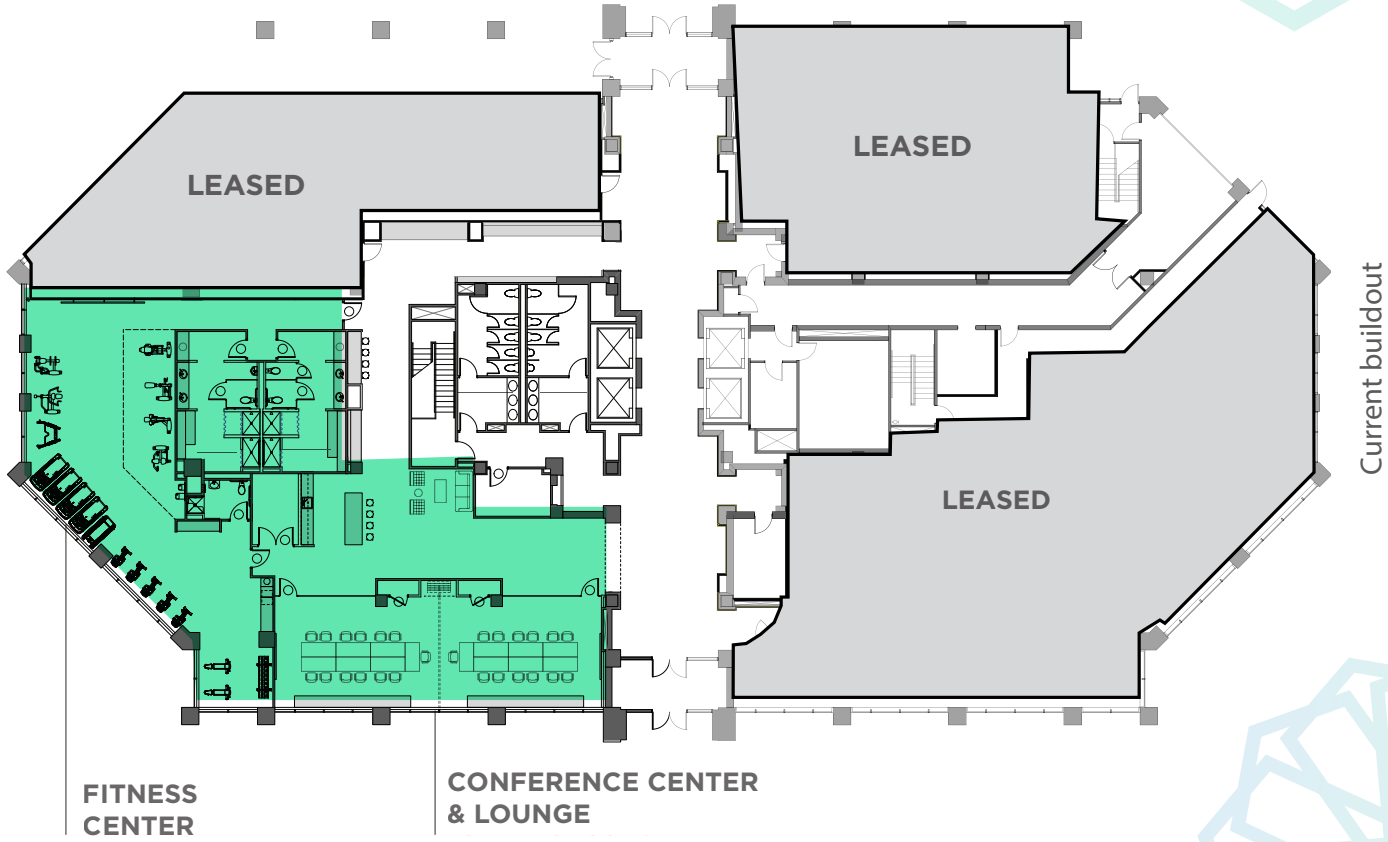 LEASED
LEASED
LEASED
Current buildout
FITNESS
CENTER
CONFERENCE CENTER
& LOUNGE